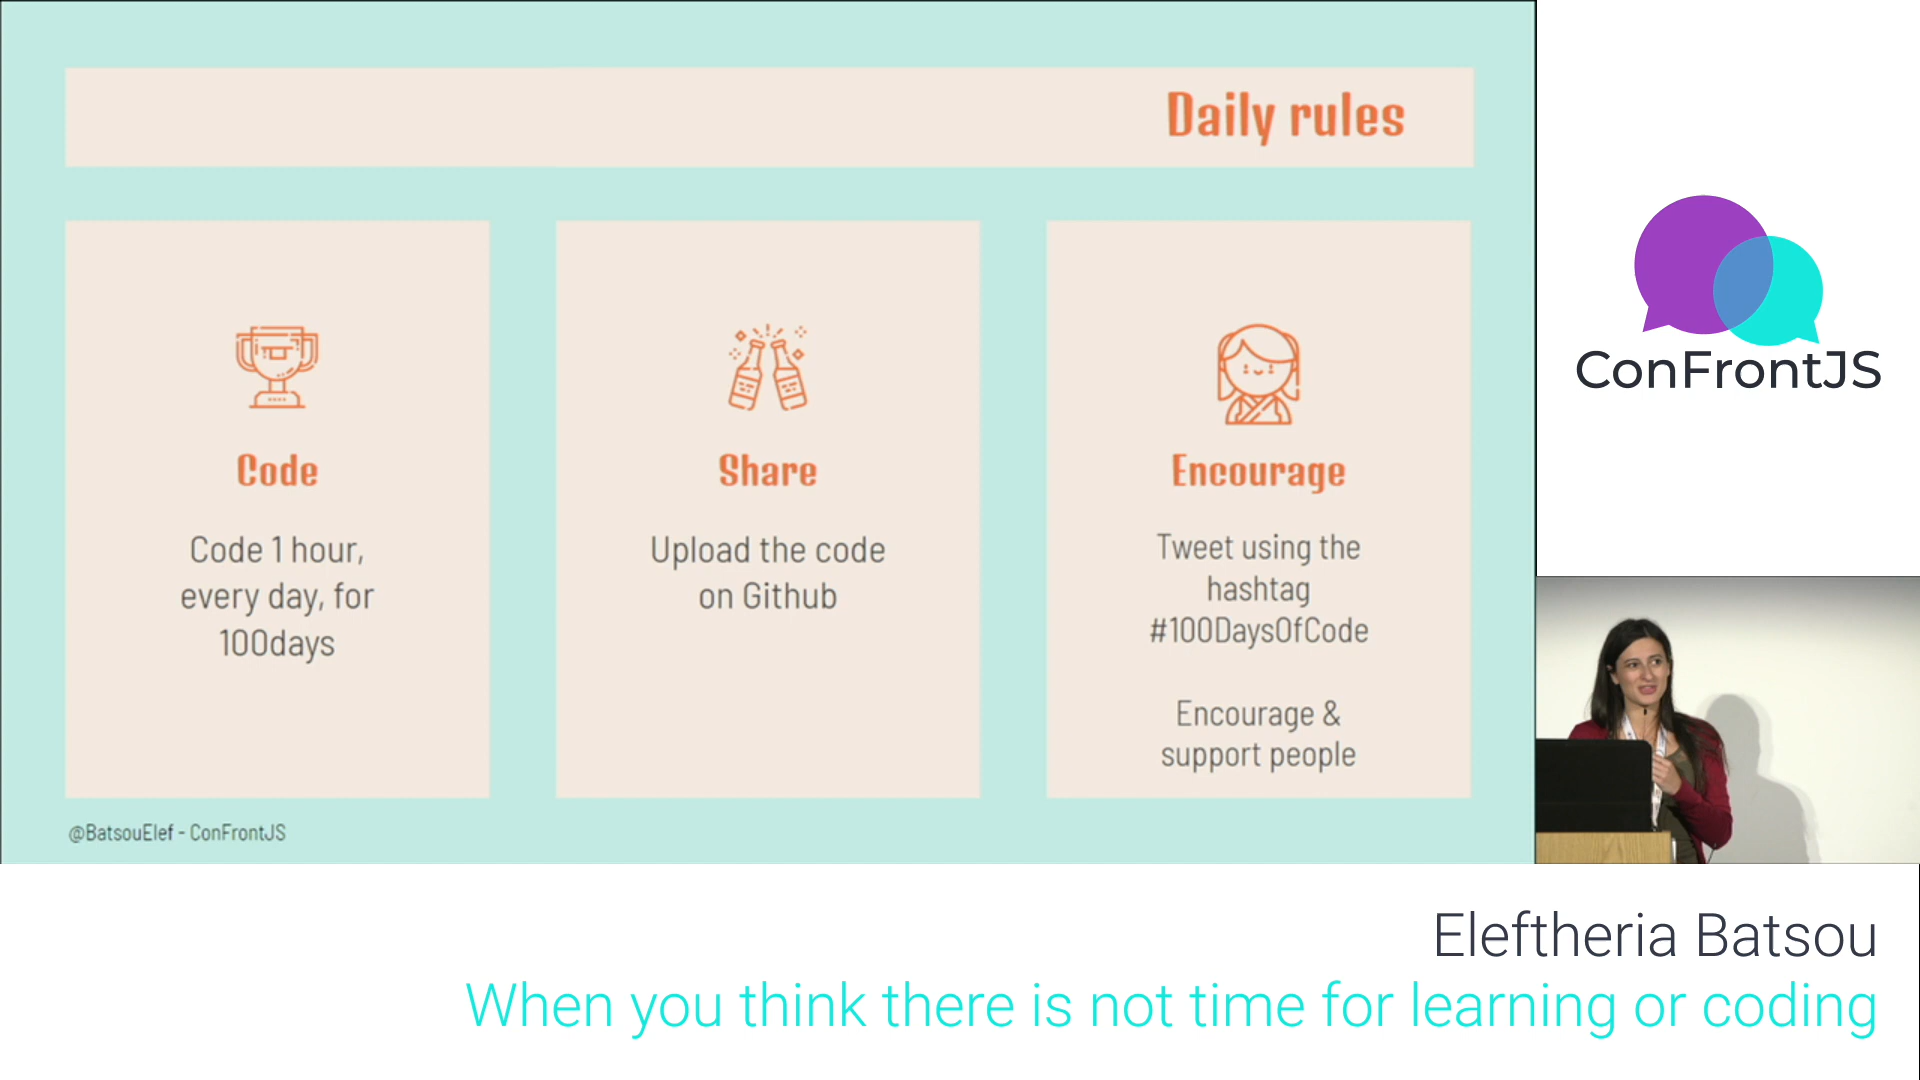 Daily rules
Code
Code 1 hour,
every day, for
100days
Share
Upload the code
on Github
Encourage
Tweet using the
hashtag
#100DaysOfCode
Encourage &
support people
@BatsouElef - ConFrontJS
ConFrontJS
Eleftheria Batsou
When you think there is not time for learning or coding